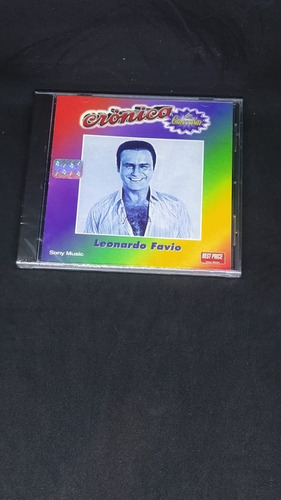 Crónica
Leonardo Favio
Sony Music
BEST PRICE